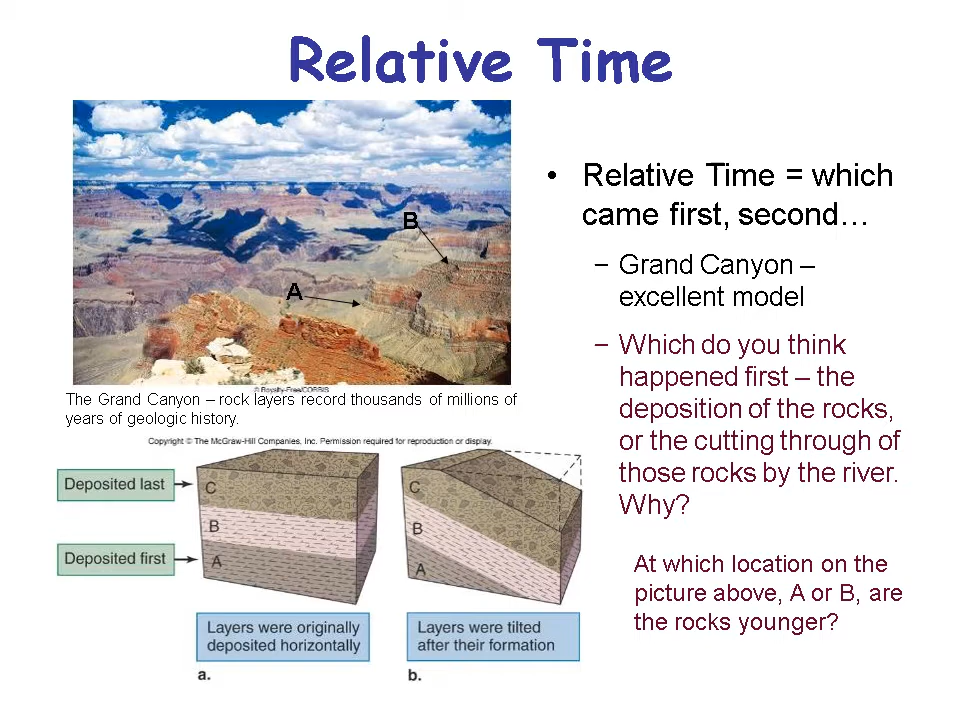 Relative Time
B
A
© Royalty-Free/CORBIS
The Grand Canyon – rock layers record thousands of millions of
years of geologic history.
• Relative Time = which
came first, second…
– Grand Canyon –
excellent model
– Which do you think
happened first – the
deposition of the rocks,
or the cutting through of
those rocks by the river.
Why?
At which location on the
picture above, A or B, are
the rocks younger?
Copyright © The McGraw-Hill Companies, Inc. Permission required for reproduction or display.
Deposited last
C
B
Deposited first
A
Layers were originally
deposited horizontally
a.
C
B
A
Layers were tilted
after their formation
b.